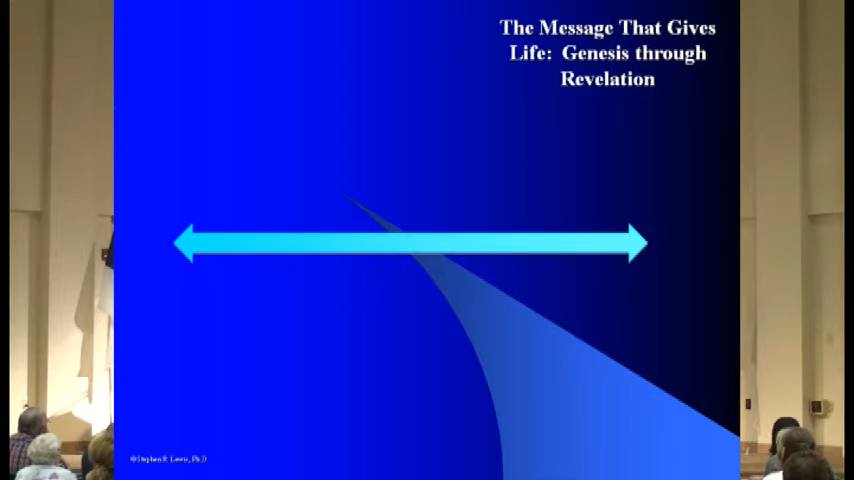 The Message That Gives
Life: Genesis through
Revelation
©Stephen R. Lewis, Ph.D